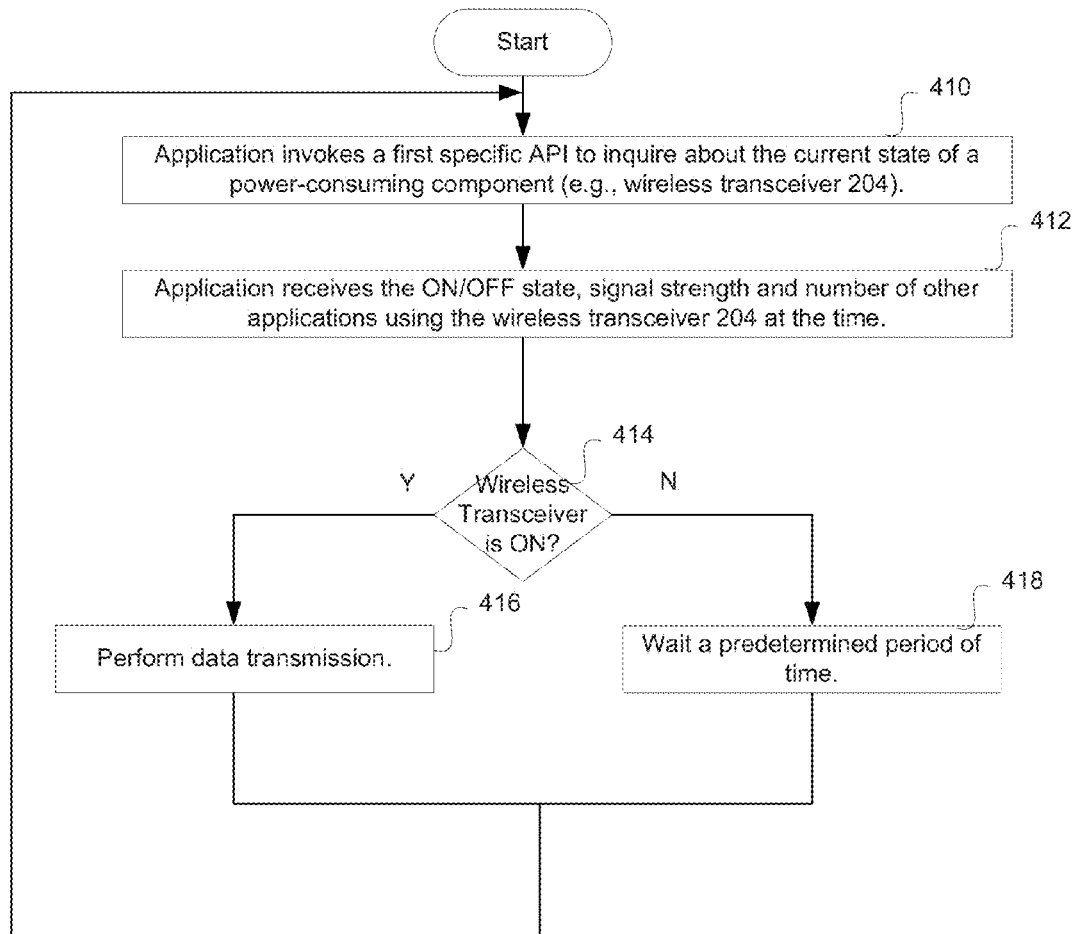 Start
410
Application invokes a first specific API to inquire about the current state of a
power-consuming component (e.g., wireless transceiver 204).
412
Application receives the ON/OFF state, signal strength and number of other
applications using the wireless transceiver 204 at the time.
414
Y
Wireless
Transceiver
is ON?
N
416
Perform data transmission.
418
Wait a predetermined period of
time.